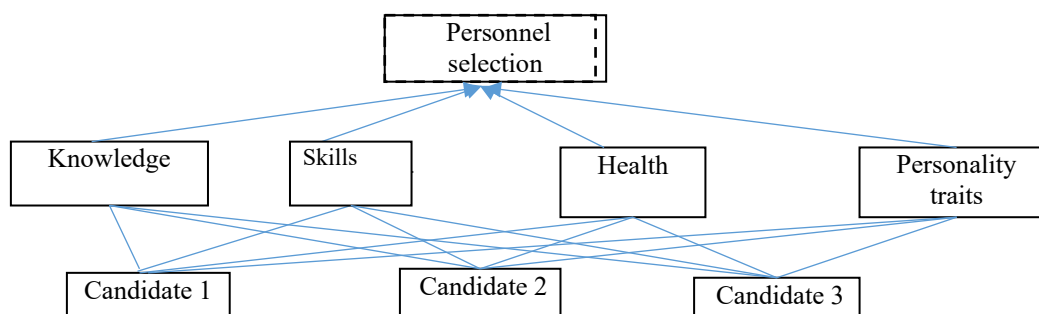 Personnel
selection
Knowledge
Skills
Health
Personality
traits
Candidate 1
Candidate 2
Candidate 3